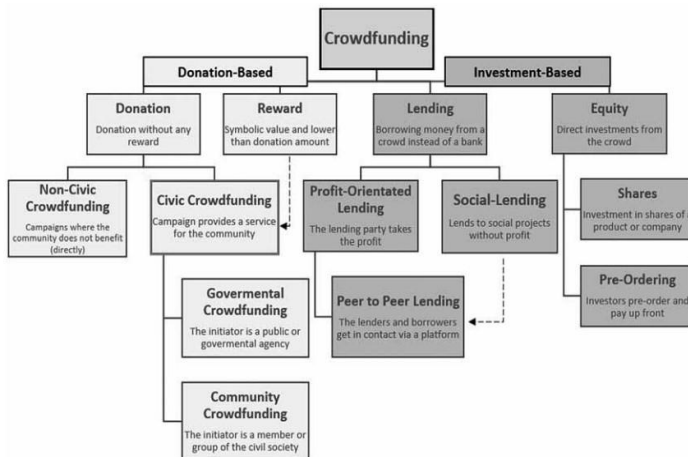 Crowdfunding
Donation-Based
Investment-Based
Donation
Donation without any
reward
Reward
Symbolic value and lower
than donation amount
Lending
Borrowing money from a
crowd instead of a bank
Equity
Direct investments from
the crowd
Non-Civic
Crowdfunding
Campaigns where the
community does not benefit
(directly)
Civic Crowdfunding
Campaign provides a service
for the community
Profit-Orientated
Lending
The lending party takes
the profit
Social-Lending
Lends to social projects
without profit
Shares
Investment in shares of a
product or company
Govermental
Crowdfunding
The initiator is a public or
govermental agency
Peer to Peer Lending
The lenders and borrowers
get in contact via a platform
Pre-Ordering
Investors pre-order and
pay up front
Community
Crowdfunding
The initiator is a member or
group of the civil society